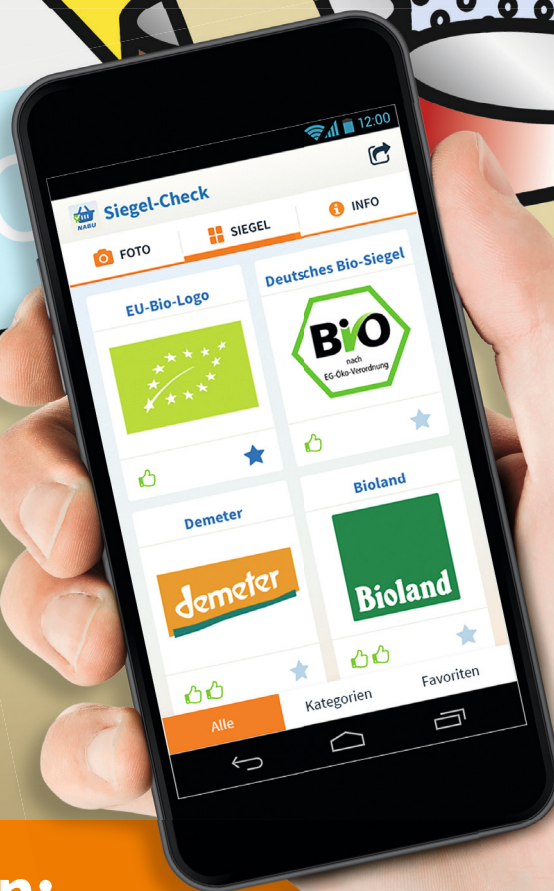 12:00
NABU
Siegel-Check
FOTO
SIEGEL
INFO
EU-Bio-Logo
Deutsches Bio-Siegel
Bio
nach
EG-Öko-Verordnung
Demeter
Bioland
demeter
Bioland
Alle
Kategorien
Favoriten